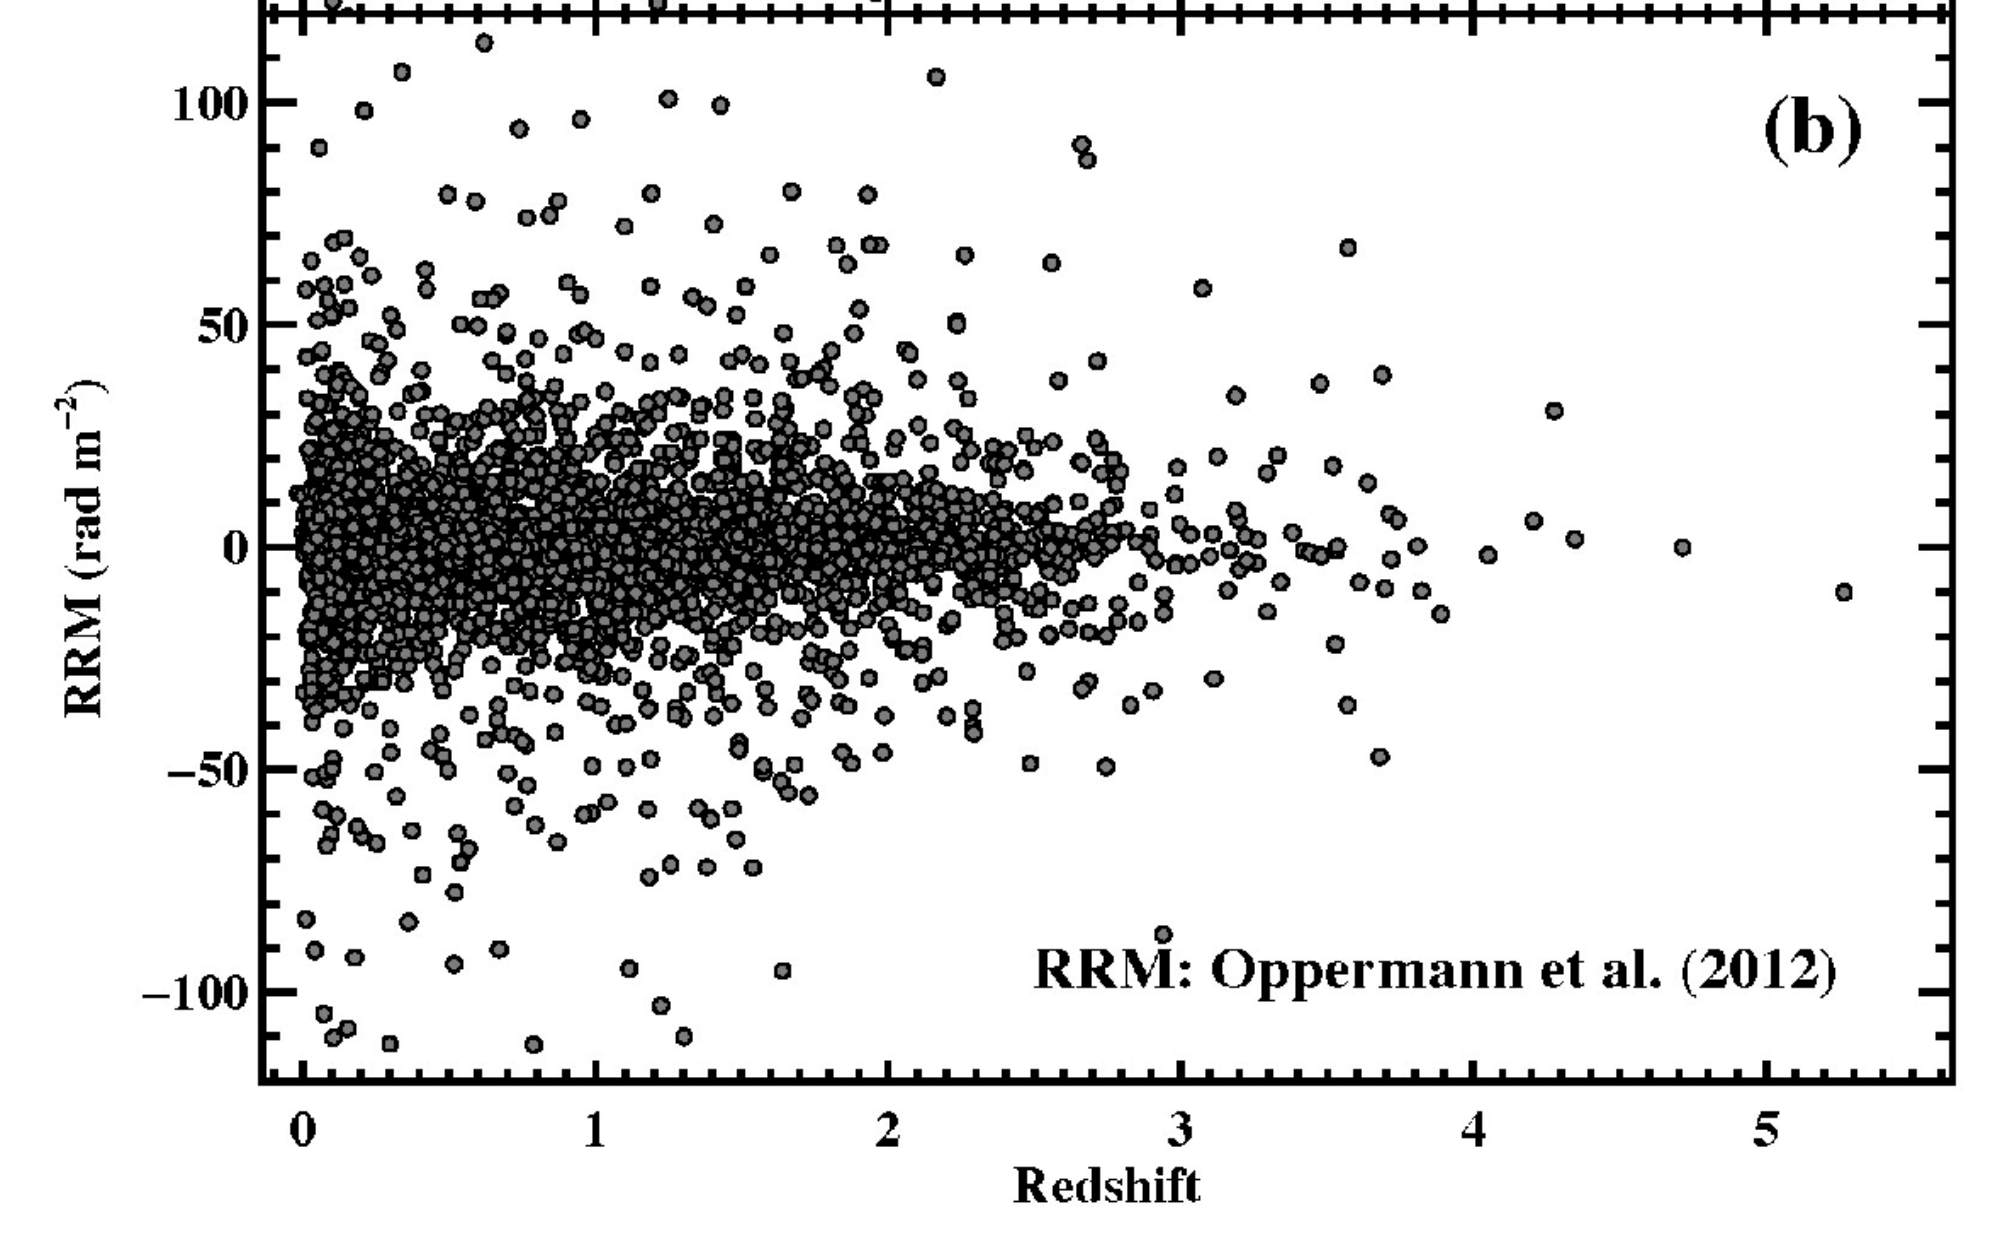 (b)
100
50
0
−50
−100
RRM (rad m⁻²)
RRM: Oppermann et al. (2012)
0 1 2 3 4 5
Redshift